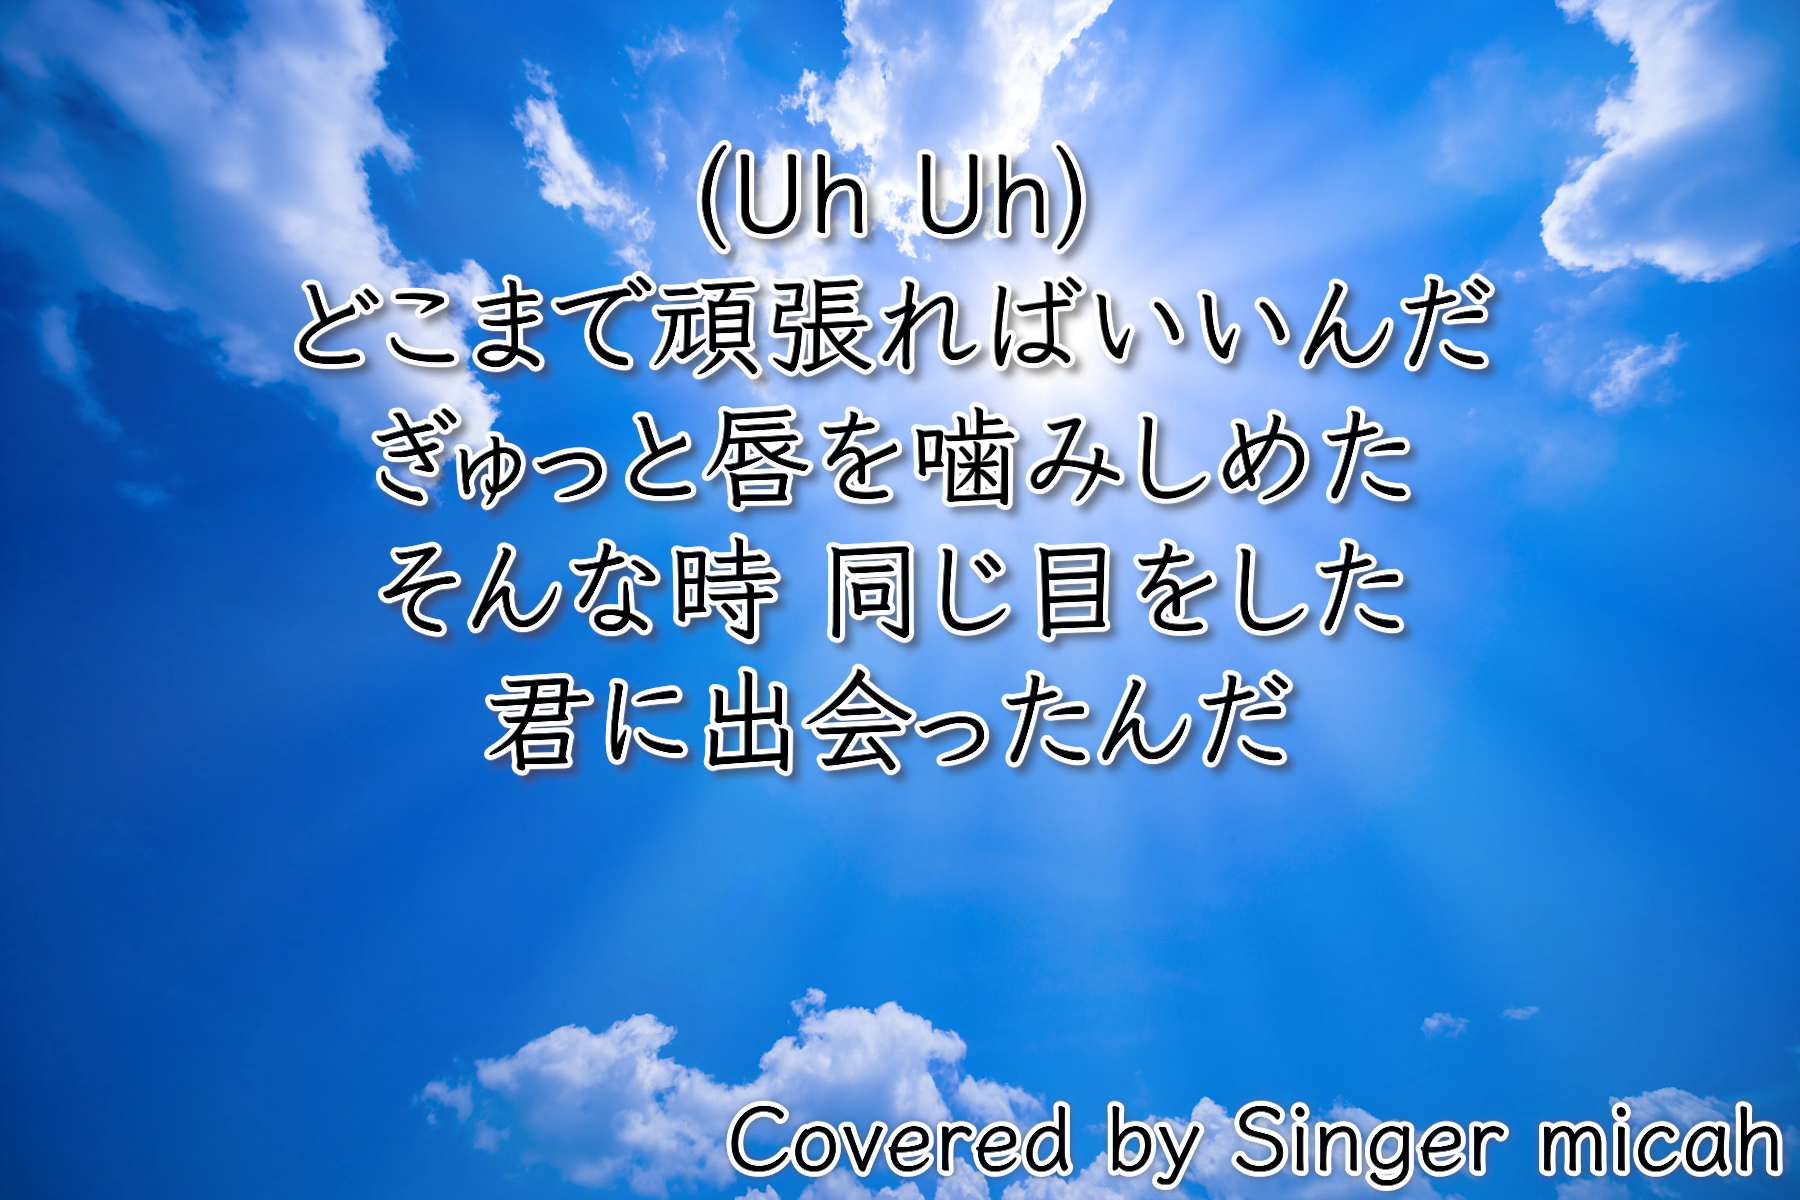 (Uh Uh)
どこまで頑張ればいいんだ
ぎゅっと唇を噛みしめた
そんな時 同じ目をした
君に出会ったんだ
Covered by Singer micah